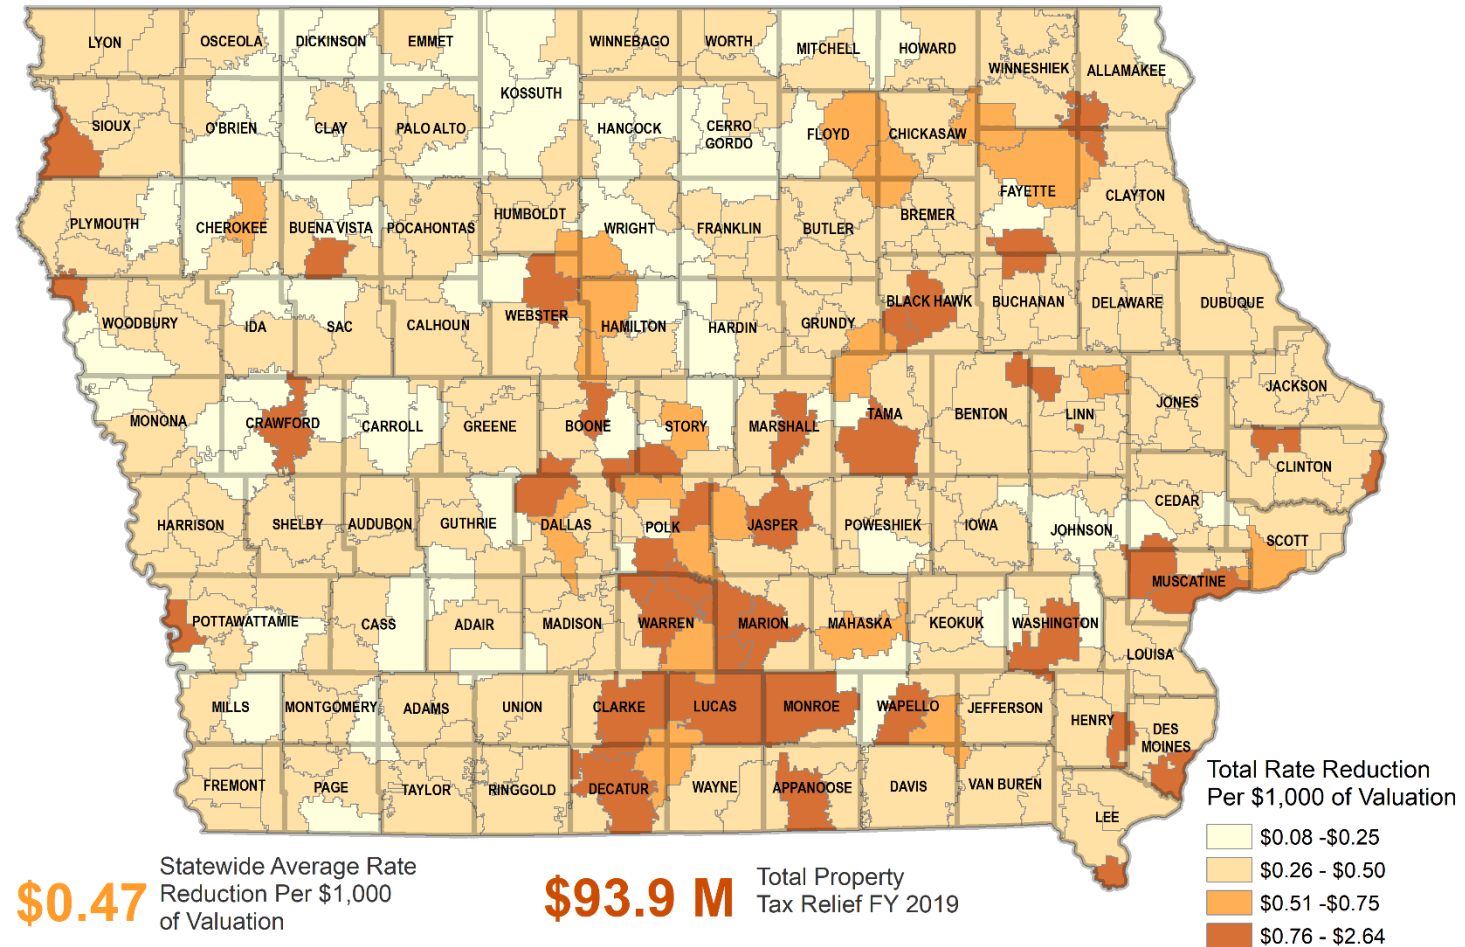 LYON
OSCEOLA
DICKINSON
EMMET
WINNEBAGO
WORTH
MITCHELL
HOWARD
WINNESHIEK
ALLAMAKEE
KOSSUTH
SIOUX
O'BRIEN
CLAY
PALO ALTO
HANCOCK
CERRO
GORDO
FLOYD
CHICKASAW
FAYETTE
CLAYTON
PLYMOUTH
CHEROKEE
BUENA VISTA
POCAHONTAS
HUMBOLDT
WRIGHT
FRANKLIN
BUTLER
BREMER
WOODBURY
IDA
SAC
CALHOUN
WEBSTER
HAMILTON
HARDIN
GRUNDY
BLACK HAWK
BUCHANAN
DELAWARE
DUBUQUE
MONONA
CRAWFORD
CARROLL
GREENE
BOONE
STORY
MARSHALL
TAMA
BENTON
LINN
JONES
JACKSON
CLINTON
HARRISON
SHELBY
AUDUBON
GUTHRIE
DALLAS
POLK
JASPER
POWESHIEK
IOWA
JOHNSON
CEDAR
SCOTT
MUSCATINE
POTTAWATTAMIE
CASS
ADAIR
MADISON
WARREN
MARION
MAHASKA
KEOKUK
WASHINGTON
LOUISA
MILLS
MONTGOMERY
ADAMS
UNION
CLARKE
LUCAS
MONROE
WAPELLO
JEFFERSON
HENRY
DES
MOINES
FREMONT
PAGE
TAYLOR
RINGGOLD
DECATUR
WAYNE
APPANOOSE
DAVIS
VAN BUREN
LEE
Total Rate Reduction
Per $1,000 of Valuation
$0.08 -$0.25
$0.26 - $0.50
$0.51 -$0.75
$0.76 - $2.64
$0.47
Statewide Average Rate
Reduction Per $1,000
of Valuation
$93.9 M
Total Property
Tax Relief FY 2019